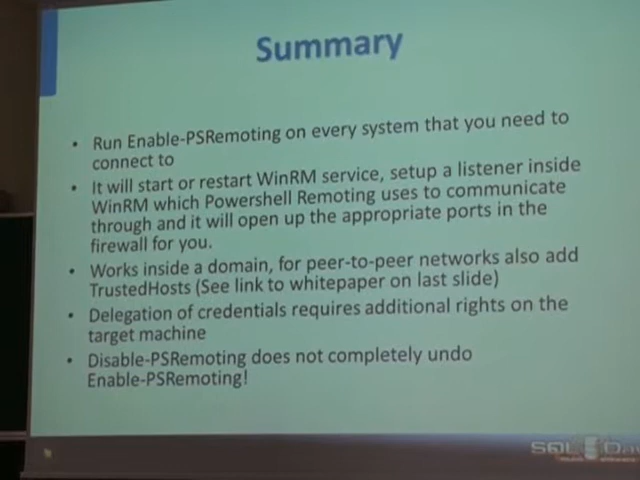 Summary
• Run Enable-PSRemoting on every system that you need to
connect to
• It will start or restart WinRM service, setup a listener inside
WinRM which Powershell Remoting uses to communicate
through and it will open up the appropriate ports in the
firewall for you.
• Works inside a domain, for peer-to-peer networks also add
TrustedHosts (See link to whitepaper on last slide)
• Delegation of credentials requires additional rights on the
target machine
• Disable-PSRemoting does not completely undo
Enable-PSRemoting!
SQL